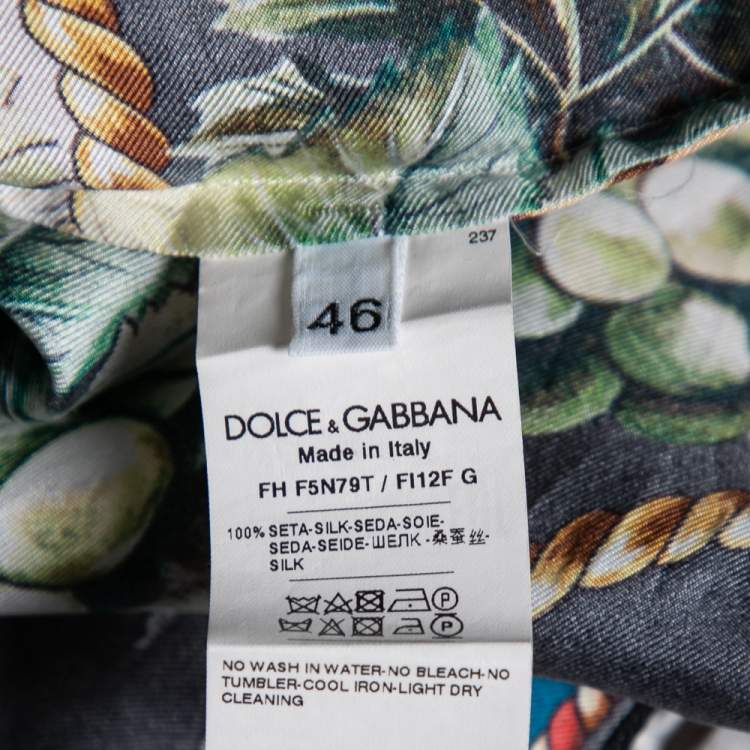 237
46
DOLCE & GABBANA
Made in Italy
FH F5N79T / FI12F G
100% SETA-SILK-SEDA-SOIE-
SEDA-SEIDE-ШЕЛК-桑蚕丝-
SILK
P
P
NO WASH IN WATER-NO BLEACH-NO
TUMBLER-COOL IRON-LIGHT DRY
CLEANING